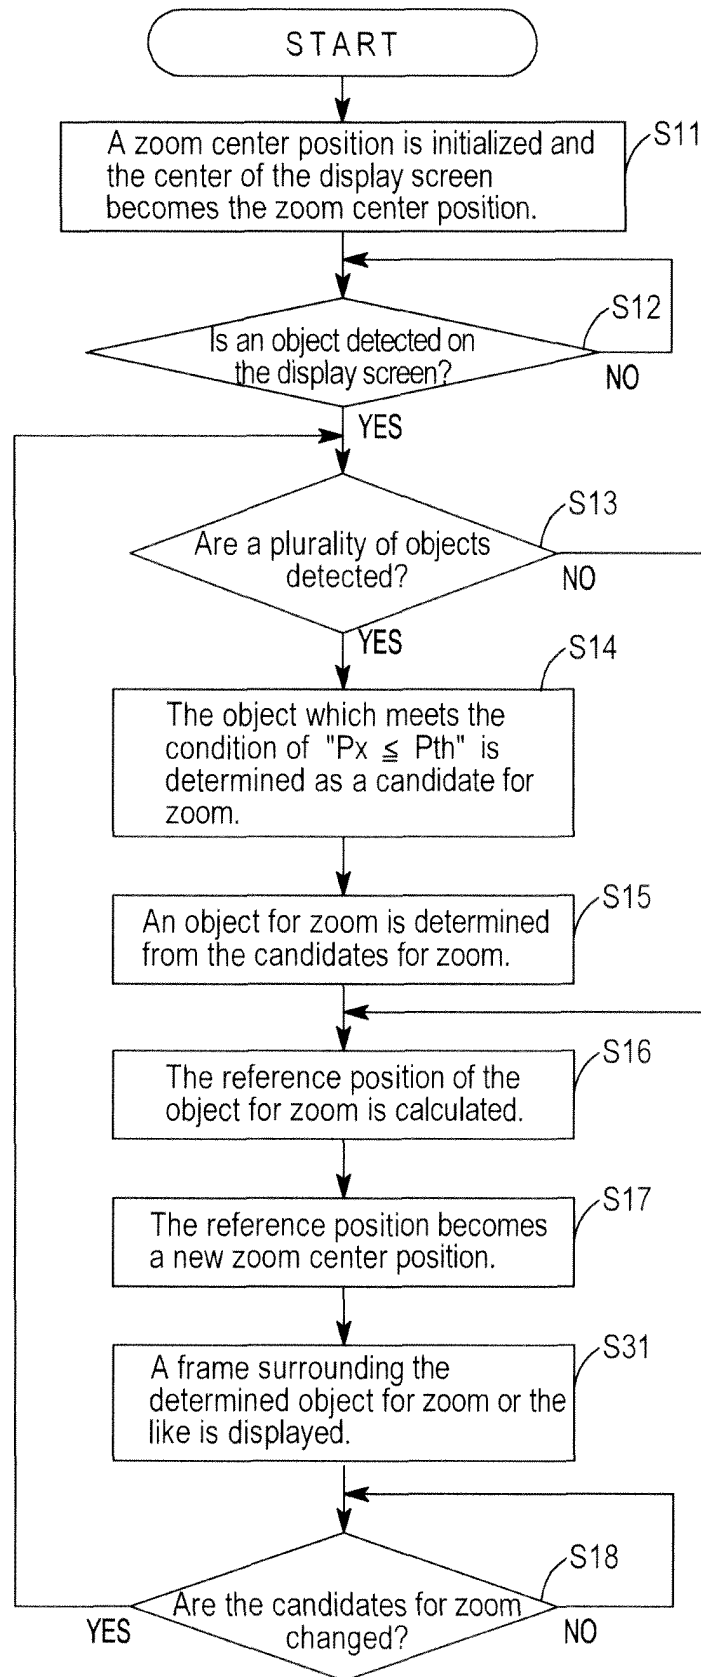 START
A zoom center position is initialized and
the center of the display screen
becomes the zoom center position.
S11
S12
Is an object detected on
the display screen?
NO
YES
S13
Are a plurality of objects
detected?
NO
YES
S14
The object which meets the
condition of "Px ≦ Pth" is
determined as a candidate for
zoom.
S15
An object for zoom is determined
from the candidates for zoom.
S16
The reference position of the
object for zoom is calculated.
S17
The reference position becomes
a new zoom center position.
S31
A frame surrounding the
determined object for zoom or the
like is displayed.
S18
Are the candidates for zoom
changed?
YES
NO